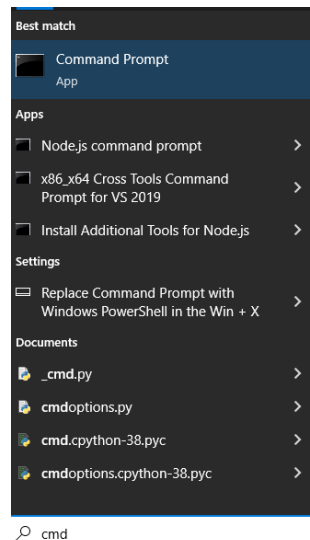 Best match
Command Prompt
App
Apps
Node.js command prompt
x86_x64 Cross Tools Command
Prompt for VS 2019
Install Additional Tools for Node.js
Settings
Replace Command Prompt with
Windows PowerShell in the Win + X
Documents
_cmd.py
cmdoptions.py
cmd.cpython-38.pyc
cmdoptions.cpython-38.pyc
cmd